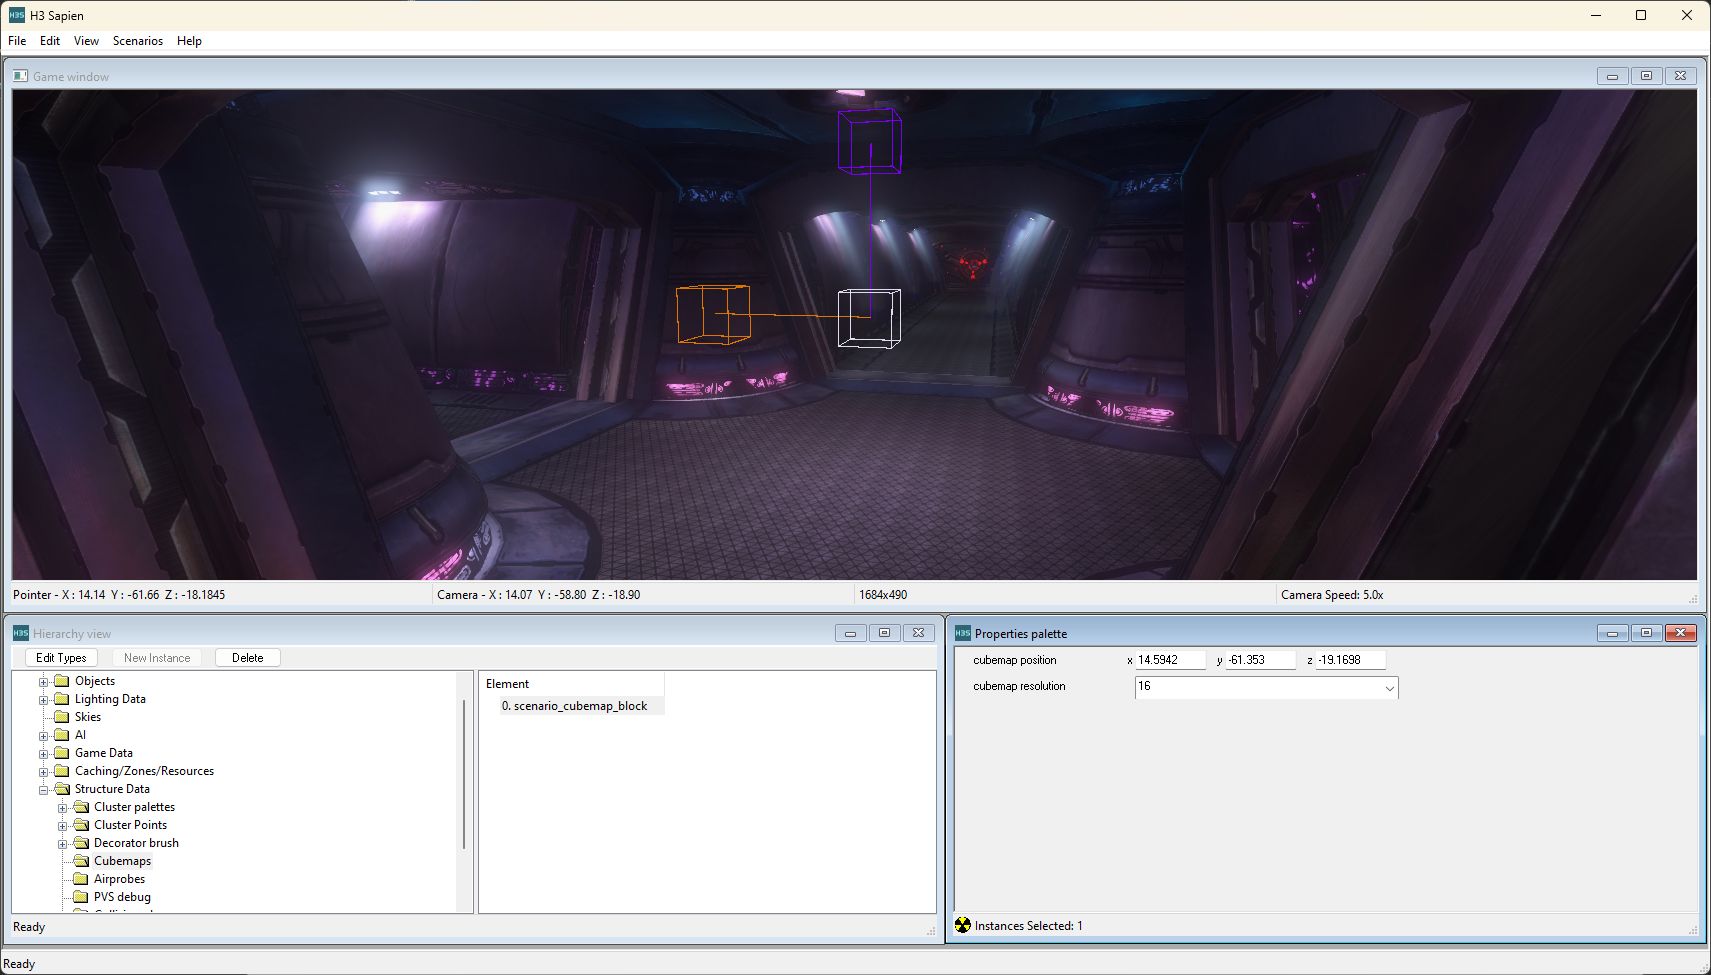 H3S H3 Sapien
File Edit View Scenarios Help
Game window
Pointer - X : 14.14 Y : -61.66 Z : -18.1845 Camera - X : 14.07 Y : -58.80 Z : -18.90 1684x490 Camera Speed: 5.0x
H3S Hierarchy view
Edit Types New Instance Delete
Objects
Lighting Data
Skies
AI
Game Data
Caching/Zones/Resources
Structure Data
Cluster palettes
Cluster Points
Decorator brush
Cubemaps
Airprobes
PVS debug
Element
0. scenario_cubemap_block
Ready
H3S Properties palette
cubemap position x 14.5942 y -61.353 z -19.1698
cubemap resolution 16
Instances Selected: 1
Ready